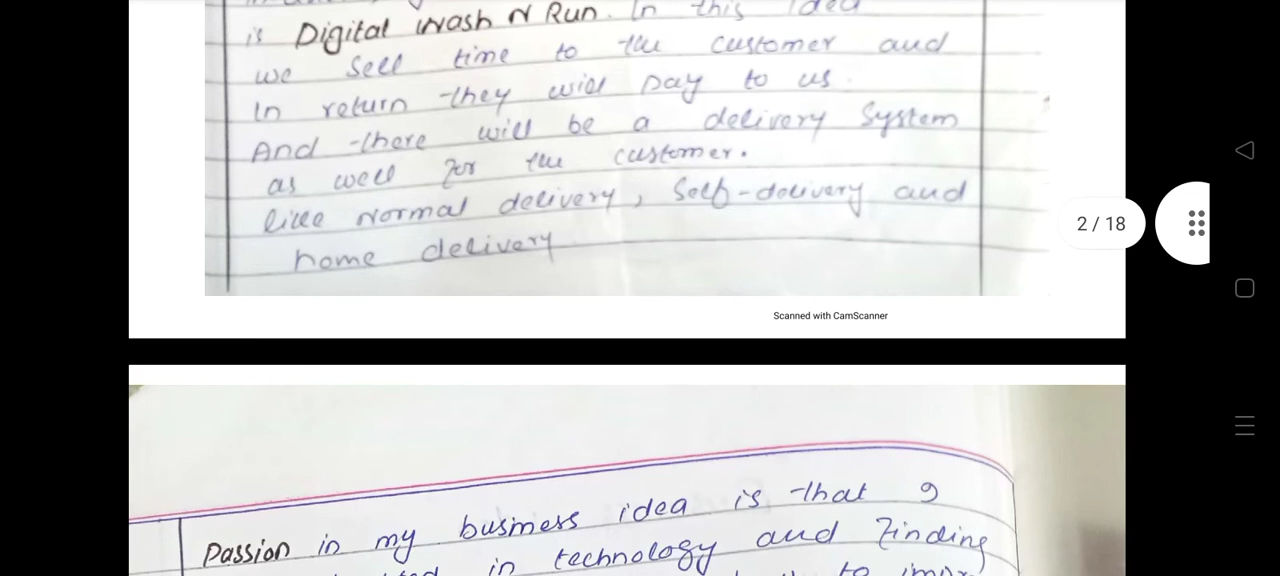 is Digital Wash N Run. In this idea
we sell time to the customer and
In return they will pay to us.
And there will be a delivery System
as well for the customer.
like Normal delivery, Self-delivery and
home delivery
2 / 18
Scanned with CamScanner
Passion in my business idea is that I
in technology and Finding
to